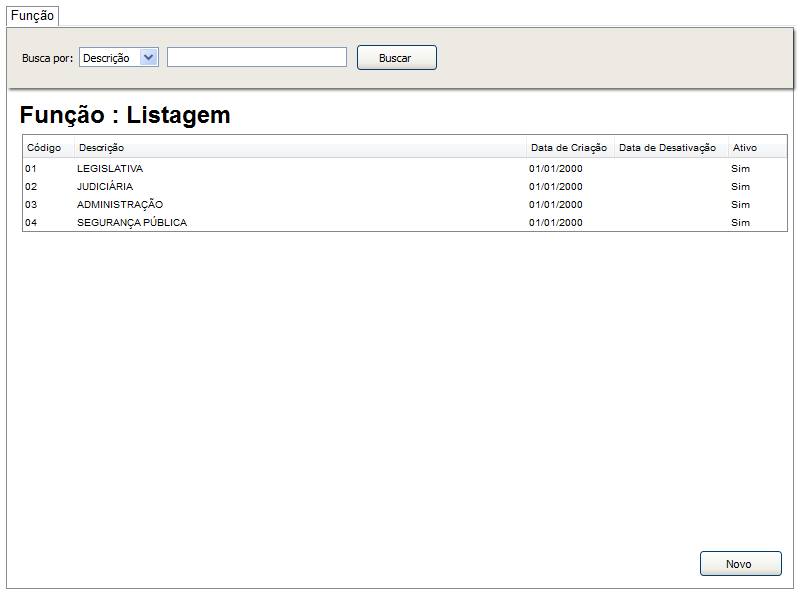 Função
Busca por: Descrição Buscar
Função : Listagem
Código Descrição Data de Criação Data de Desativação Ativo
01 LEGISLATIVA 01/01/2000 Sim
02 JUDICIÁRIA 01/01/2000 Sim
03 ADMINISTRAÇÃO 01/01/2000 Sim
04 SEGURANÇA PÚBLICA 01/01/2000 Sim
Novo